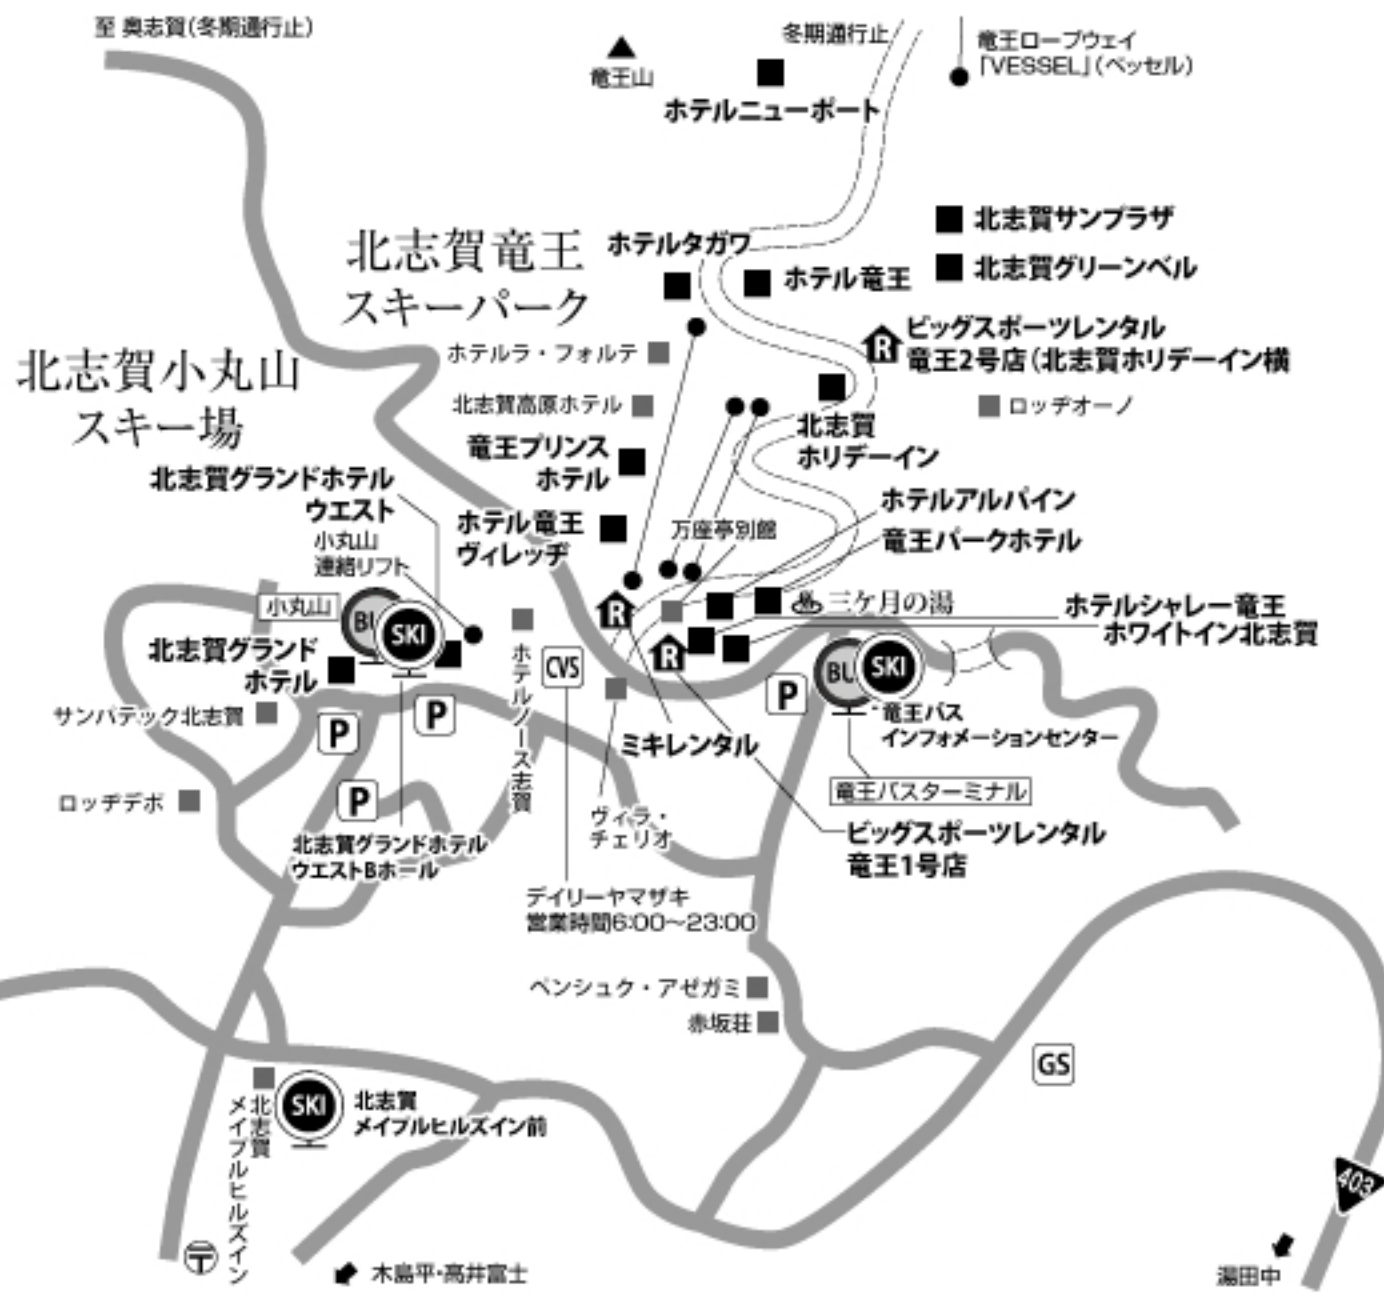 至 奥志賀(冬期通行止)
竜王山
冬期通行止
竜王ロープウェイ
「VESSEL」(ベッセル)
ホテルニューポート
北志賀サンプラザ
北志賀グリーンベル
北志賀竜王
スキーパーク
ホテルタガワ
ホテル竜王
ビッグスポーツレンタル
竜王2号店(北志賀ホリデーイン横
R
ホテルラ・フォルテ
北志賀小丸山
スキー場
北志賀高原ホテル
ロッヂオーノ
北志賀
ホリデーイン
竜王プリンス
ホテル
北志賀グランドホテル
ウエスト
小丸山
連絡リフト
ホテル竜王
ヴィレッヂ
万座亭別館
ホテルアルパイン
竜王パークホテル
三ケ月の湯
ホテルシャレー竜王
ホワイトイン北志賀
小丸山
BU
SKI
R
R
北志賀グランド
ホテル
ホテルノース志賀
CVS
P
BU
SKI
サンパテック北志賀
P
P
ミキレンタル
竜王バス
インフォメーションセンター
竜王バスターミナル
ロッヂデボ
P
ヴィラ・
チェリオ
ビッグスポーツレンタル
竜王1号店
北志賀グランドホテル
ウエストBホール
デイリーヤマザキ
営業時間6:00〜23:00
ペンシュク・アゼガミ
赤坂荘
GS
SKI
北志賀
メイプルヒルズイン前
北志賀
メイプルヒルズイン
403
〒
木島平・高井富士
湯田中